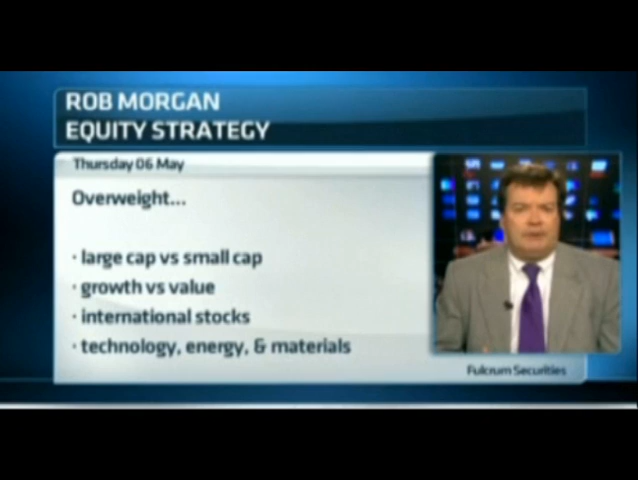 ROB MORGAN
EQUITY STRATEGY
Thursday 06 May
Overweight...
· large cap vs small cap
· growth vs value
· international stocks
· technology, energy, & materials
Fulcrum Securities